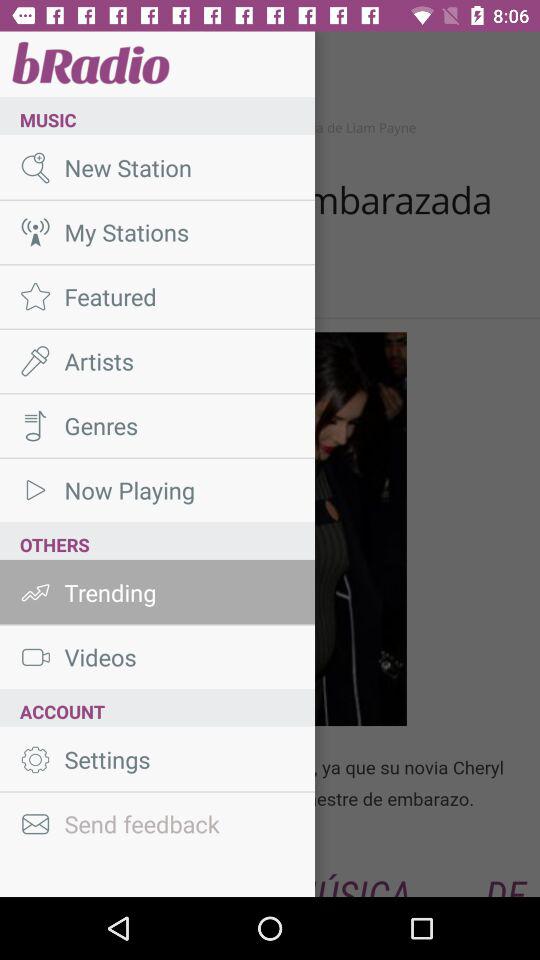 8:06
bRadio
MUSIC
a de Liam Payne
New Station
mbarazada
My Stations
Featured
Artists
Genres
Now Playing
OTHERS
Trending
Videos
ACCOUNT
Settings
, ya que su novia Cheryl
estre de embarazo.
Send feedback
ÚSICA DE